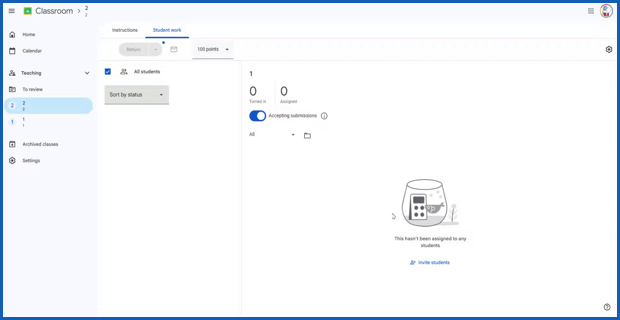 Classroom
2
2
Home
Calendar
Teaching
To review
2
2
2
1
1
1
Archived classes
Settings
Instructions
Student work
Return
100 points
All students
Sort by status
1
0
Turned in
0
Assigned
Accepting submissions
All
This hasn't been assigned to any
students
Invite students